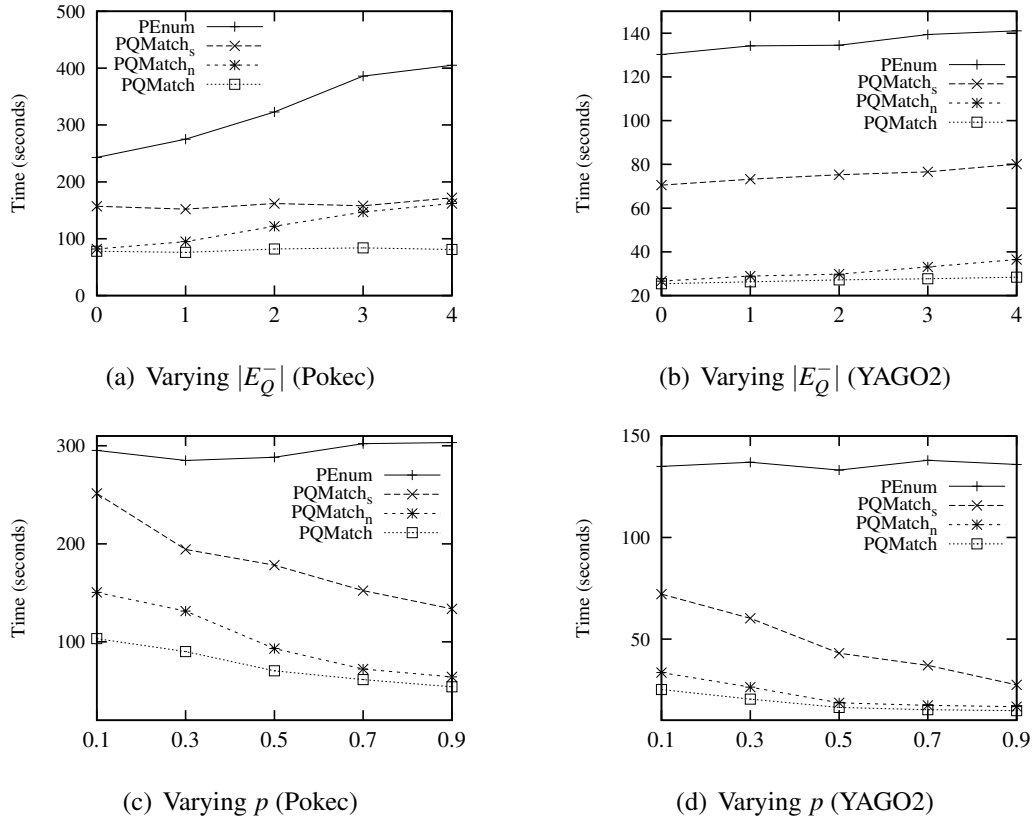 500
400
300
200
100
0
Time (seconds)
PEnum
PQMatch_s
PQMatch_n
PQMatch
0 1 2 3 4
(a) Varying |E_Q^−| (Pokec)
140
120
100
80
60
40
20
Time (seconds)
PEnum
PQMatch_s
PQMatch_n
PQMatch
0 1 2 3 4
(b) Varying |E_Q^−| (YAGO2)
300
200
100
Time (seconds)
PEnum
PQMatch_s
PQMatch_n
PQMatch
0.1 0.3 0.5 0.7 0.9
(c) Varying p (Pokec)
150
100
50
Time (seconds)
PEnum
PQMatch_s
PQMatch_n
PQMatch
0.1 0.3 0.5 0.7 0.9
(d) Varying p (YAGO2)